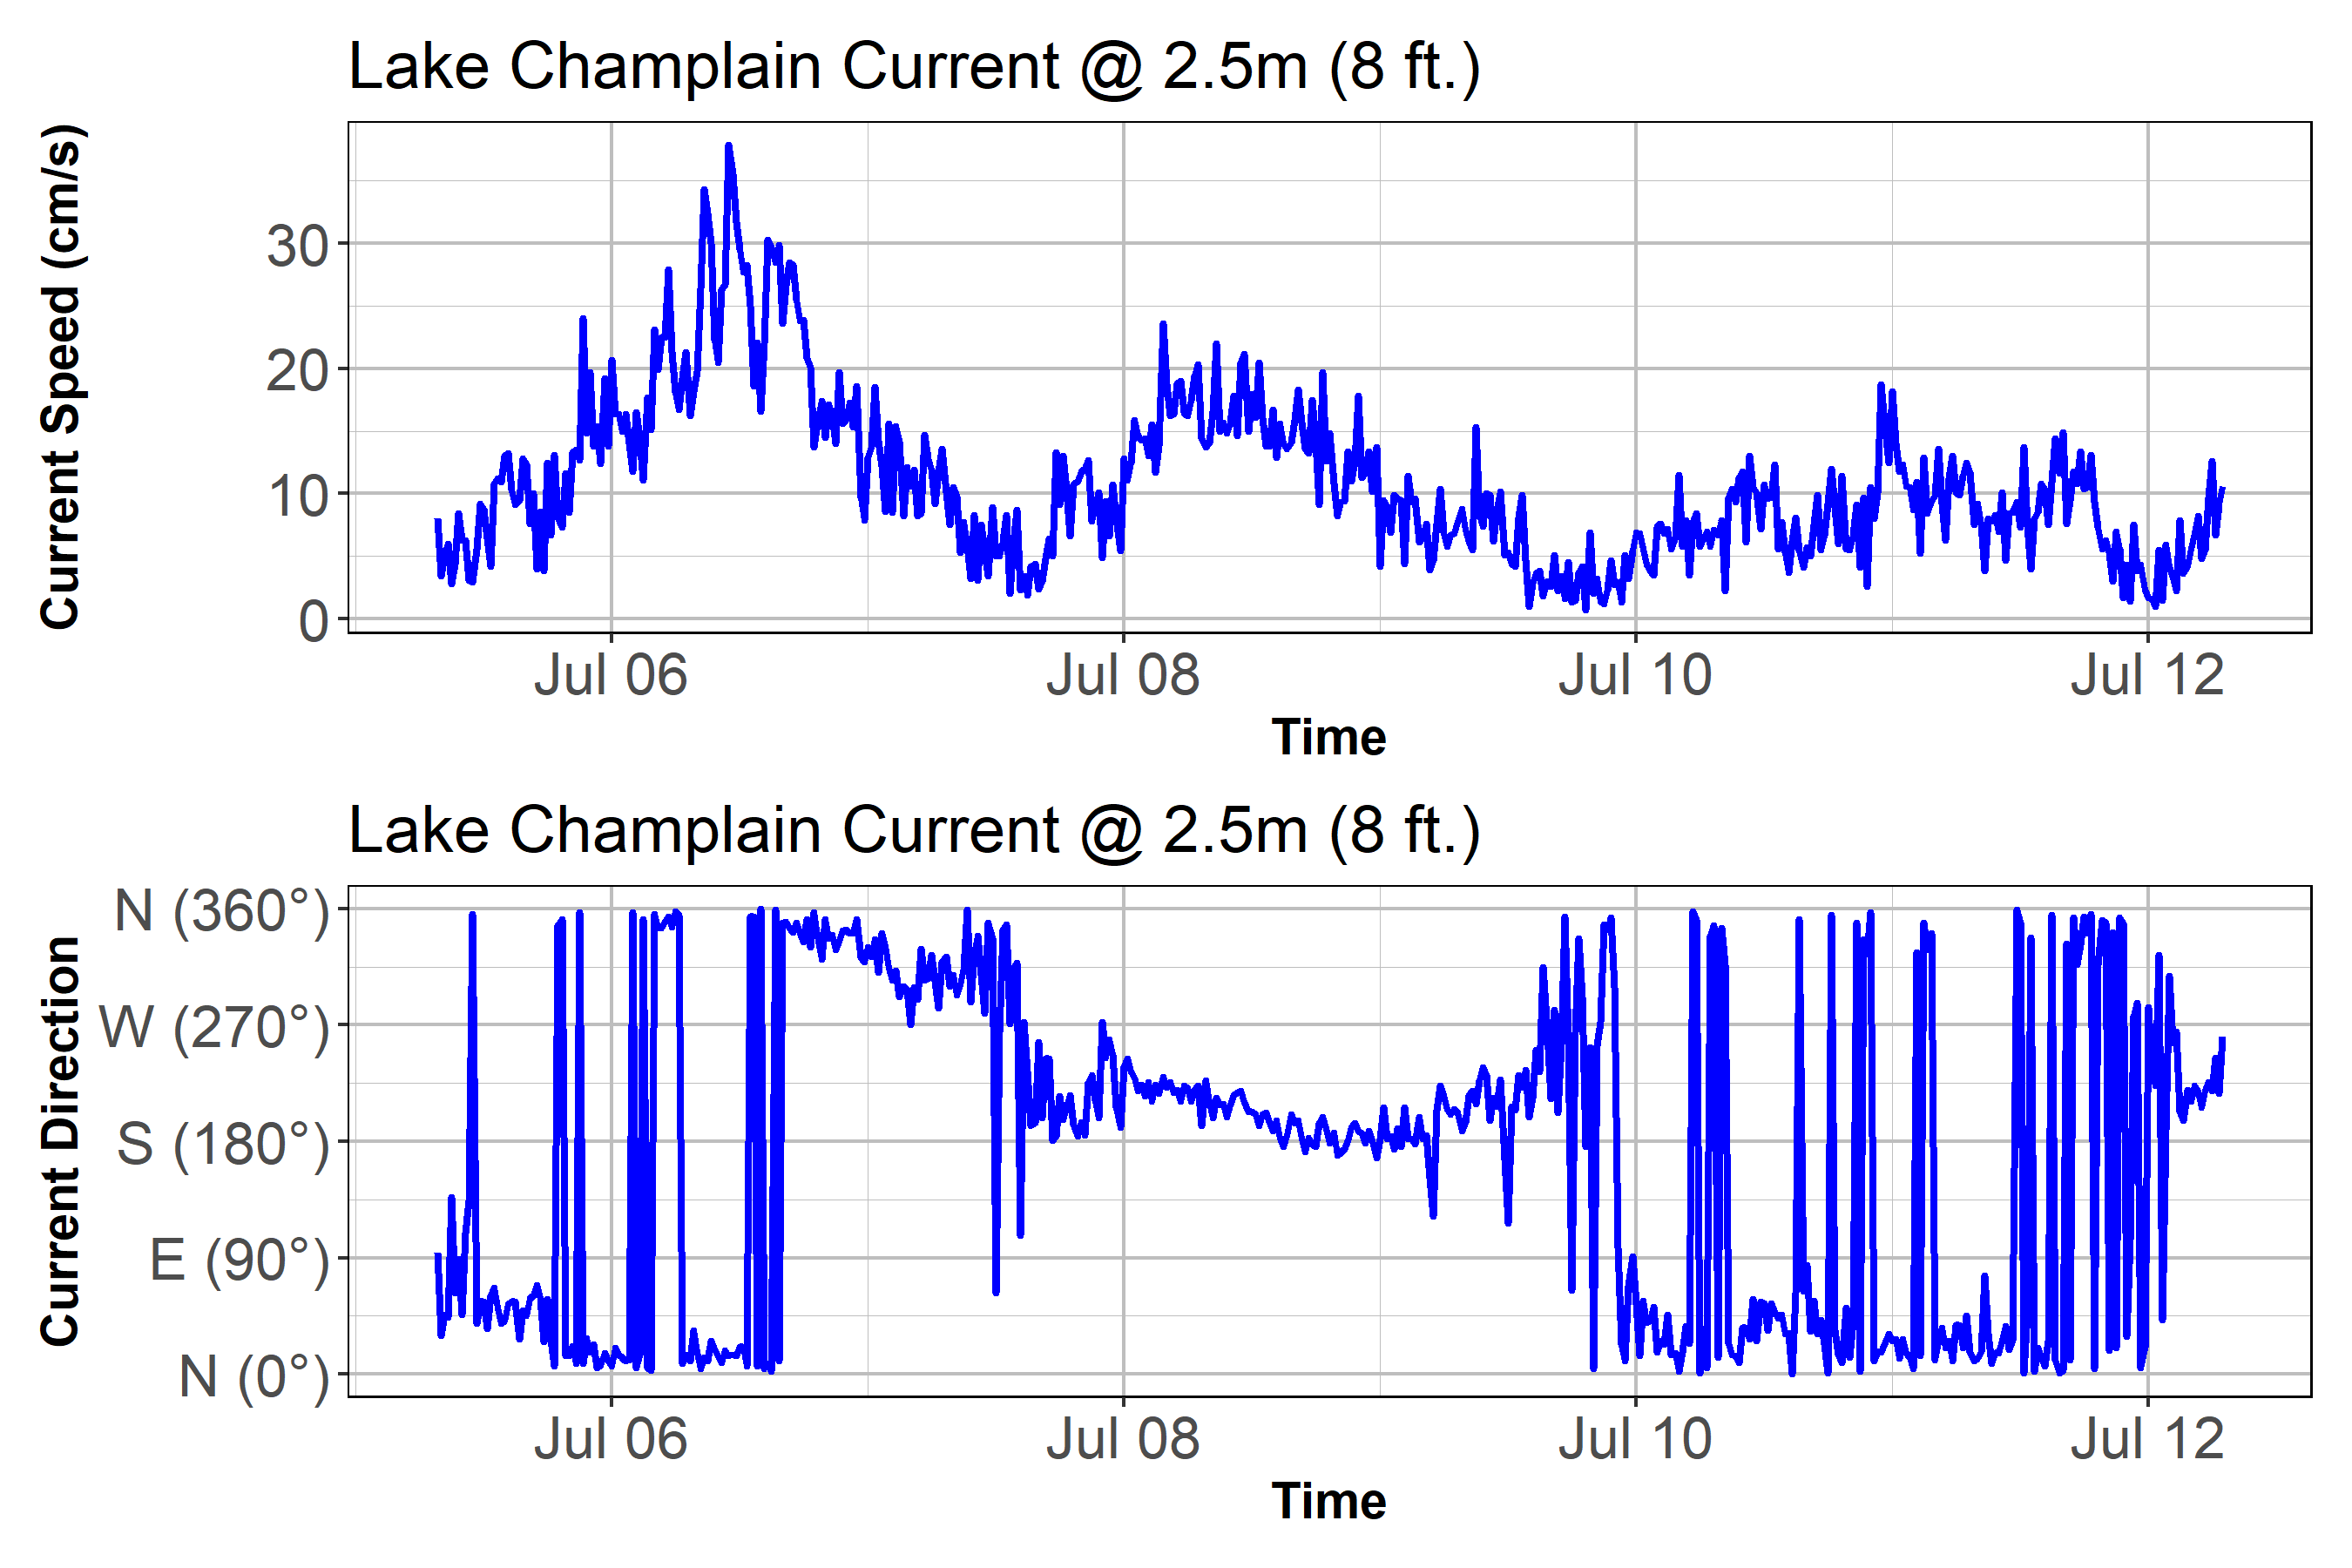 Lake Champlain Current @ 2.5m (8 ft.)
Current Speed (cm/s)
30
20
10
0
Jul 06 Jul 08 Jul 10 Jul 12
Time
Lake Champlain Current @ 2.5m (8 ft.)
Current Direction
N (360°)
W (270°)
S (180°)
E (90°)
N (0°)
Jul 06 Jul 08 Jul 10 Jul 12
Time